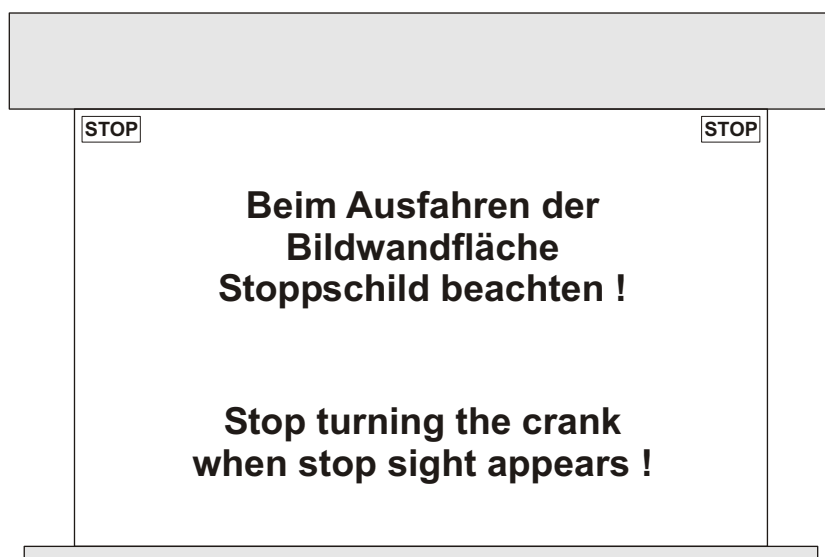 STOP STOP
Beim Ausfahren der
Bildwandfläche
Stoppschild beachten !
Stop turning the crank
when stop sight appears !